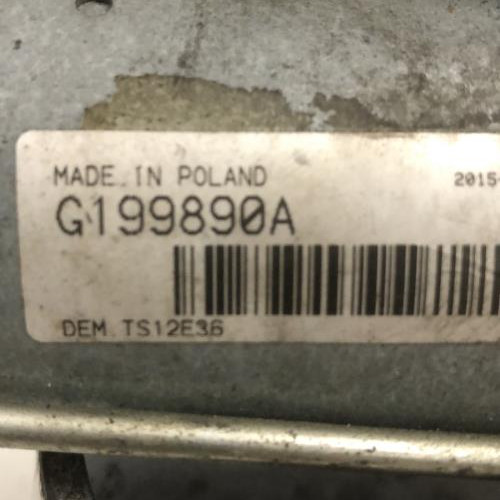 MADE IN POLAND 2015-
G199890A
DEM TS12E36